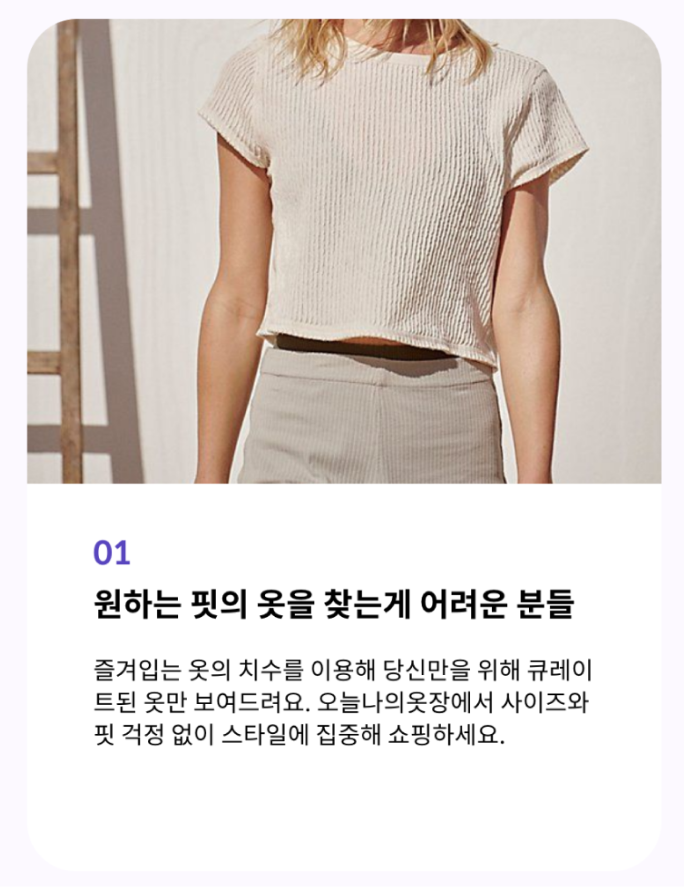 01
원하는 핏의 옷을 찾는게 어려운 분들
즐겨입는 옷의 치수를 이용해 당신만을 위해 큐레이
트된 옷만 보여드려요. 오늘나의옷장에서 사이즈와
핏 걱정 없이 스타일에 집중해 쇼핑하세요.